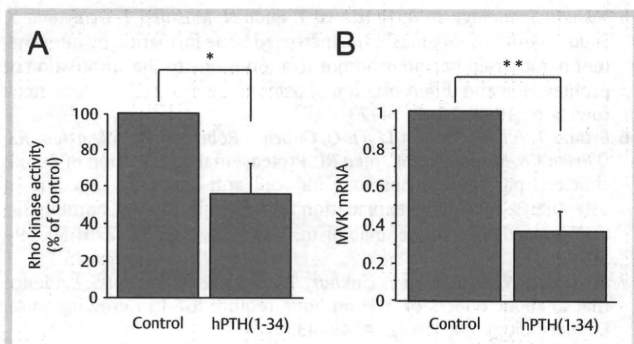 A
*
Rho kinase activity
(% of Control)
100
80
60
40
20
0
Control
hPTH(1-34)
B
**
MVK mRNA
1
0.8
0.6
0.4
0.2
0
Control
hPTH(1-34)